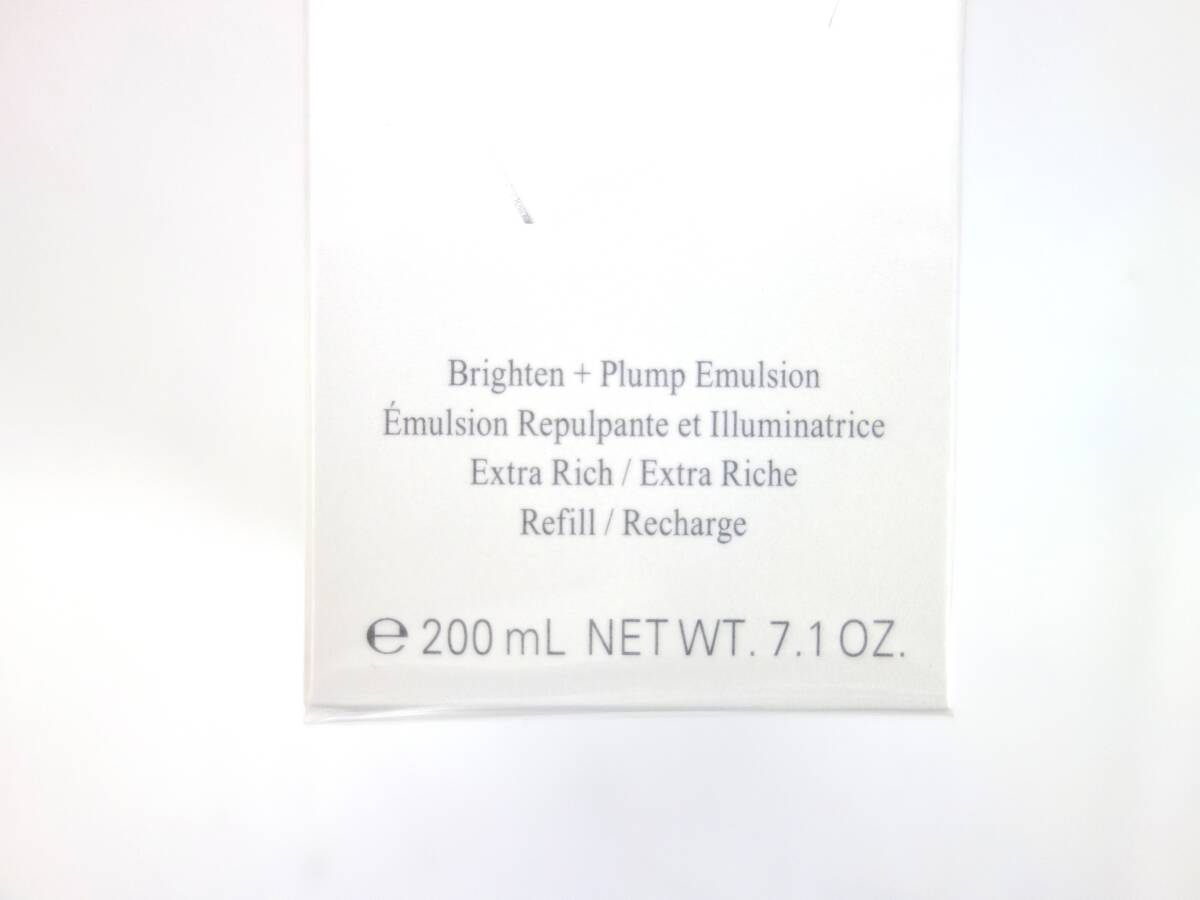 Brighten + Plump Emulsion
Émulsion Repulpante et Illuminatrice
Extra Rich / Extra Riche
Refill / Recharge
℮ 200 mL NET WT. 7.1 OZ.